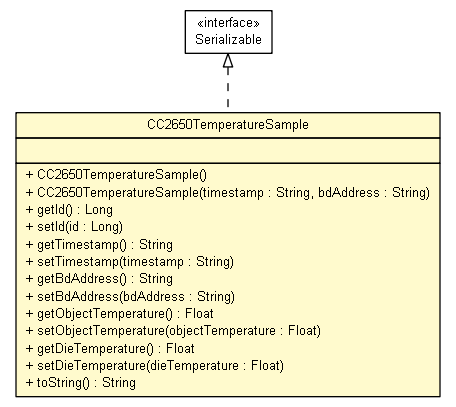 «interface»
Serializable
CC2650TemperatureSample
+ CC2650TemperatureSample()
+ CC2650TemperatureSample(timestamp : String, bdAddress : String)
+ getId() : Long
+ setId(id : Long)
+ getTimestamp() : String
+ setTimestamp(timestamp : String)
+ getBdAddress() : String
+ setBdAddress(bdAddress : String)
+ getObjectTemperature() : Float
+ setObjectTemperature(objectTemperature : Float)
+ getDieTemperature() : Float
+ setDieTemperature(dieTemperature : Float)
+ toString() : String